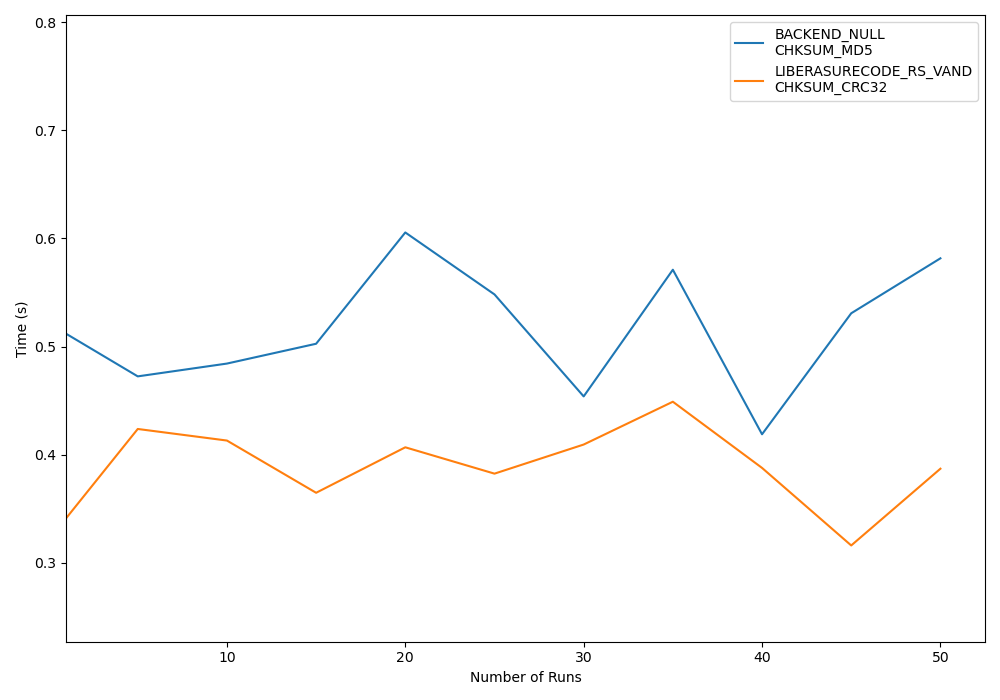 0.8
0.7
0.6
0.5
0.4
0.3
Time (s)
10
20
30
40
50
Number of Runs
BACKEND_NULL
CHKSUM_MD5
LIBERASURECODE_RS_VAND
CHKSUM_CRC32